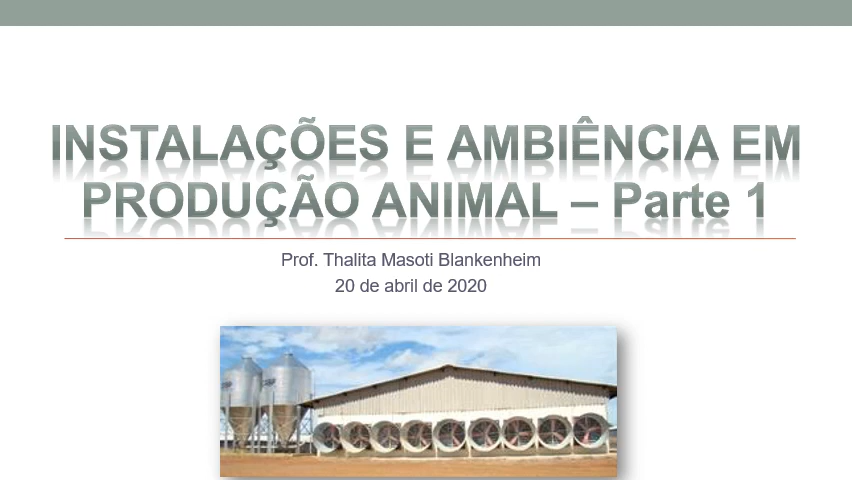 INSTALAÇÕES E AMBIÊNCIA EM
PRODUÇÃO ANIMAL – Parte 1
Prof. Thalita Masoti Blankenheim
20 de abril de 2020